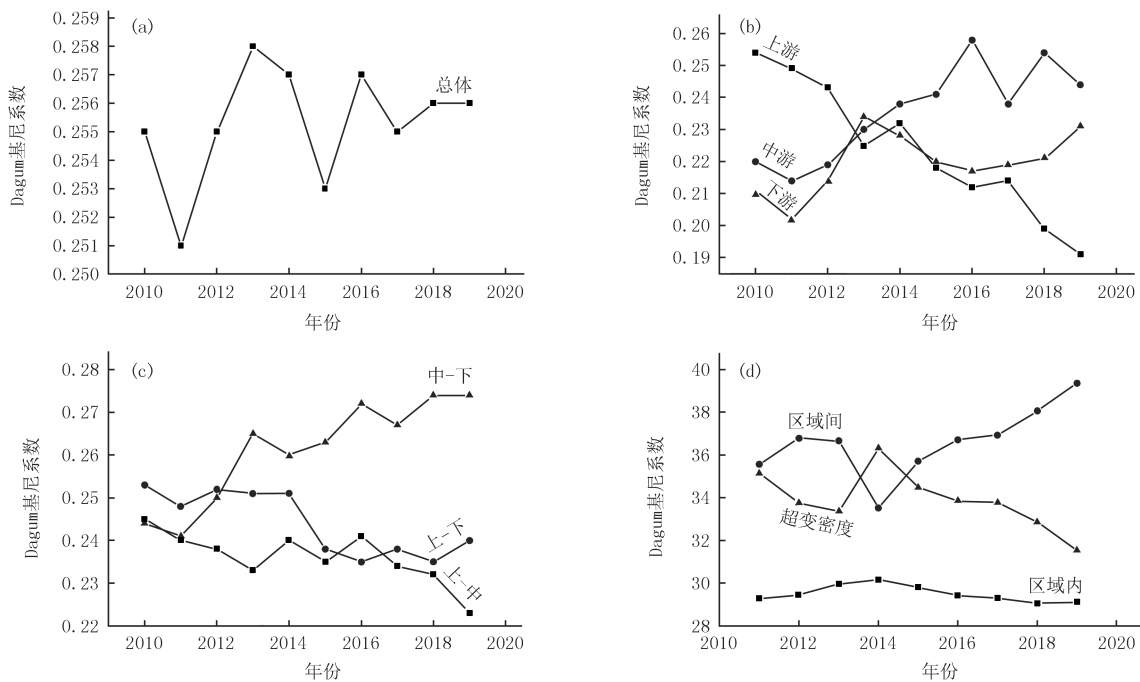 (a)
0.259
0.258
0.257
0.256
0.255
0.254
0.253
0.252
0.251
0.250
Dagum基尼系数
总体
2010 2012 2014 2016 2018 2020
年份
(b)
0.26
0.25
0.24
0.23
0.22
0.21
0.20
0.19
Dagum基尼系数
上游
中游
下游
2010 2012 2014 2016 2018 2020
年份
(c)
0.28
0.27
0.26
0.25
0.24
0.23
0.22
Dagum基尼系数
中-下
上-下
上-中
2010 2012 2014 2016 2018 2020
年份
(d)
40
38
36
34
32
30
28
Dagum基尼系数
区域间
超变密度
区域内
2010 2012 2014 2016 2018 2020
年份